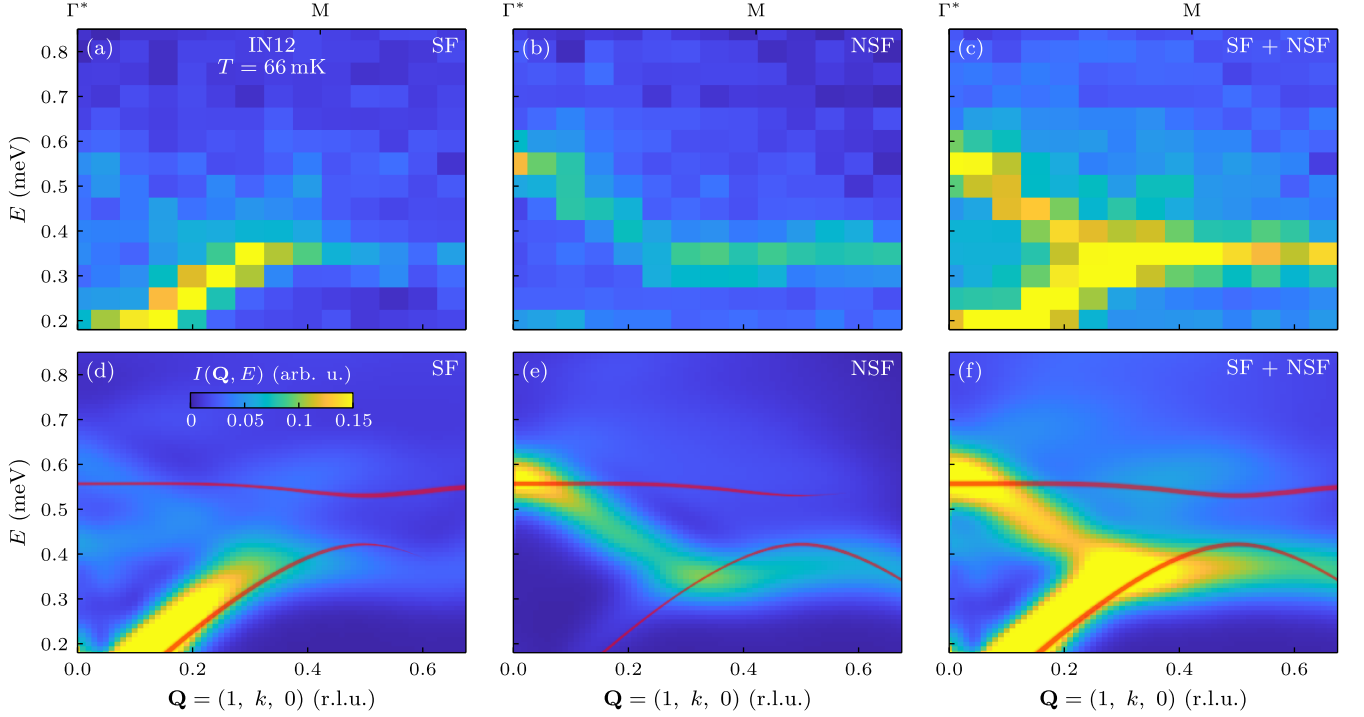 Γ* M Γ* M Γ* M
(a) IN12 SF
T = 66 mK
(b) NSF
(c) SF + NSF
0.8
0.7
0.6
0.5
0.4
0.3
0.2
E (meV)
(d) SF
I(Q, E) (arb. u.)
0 0.05 0.1 0.15
(e) NSF
(f) SF + NSF
0.8
0.7
0.6
0.5
0.4
0.3
0.2
E (meV)
0.0 0.2 0.4 0.6
0.0 0.2 0.4 0.6
0.0 0.2 0.4 0.6
Q = (1, k, 0) (r.l.u.)
Q = (1, k, 0) (r.l.u.)
Q = (1, k, 0) (r.l.u.)